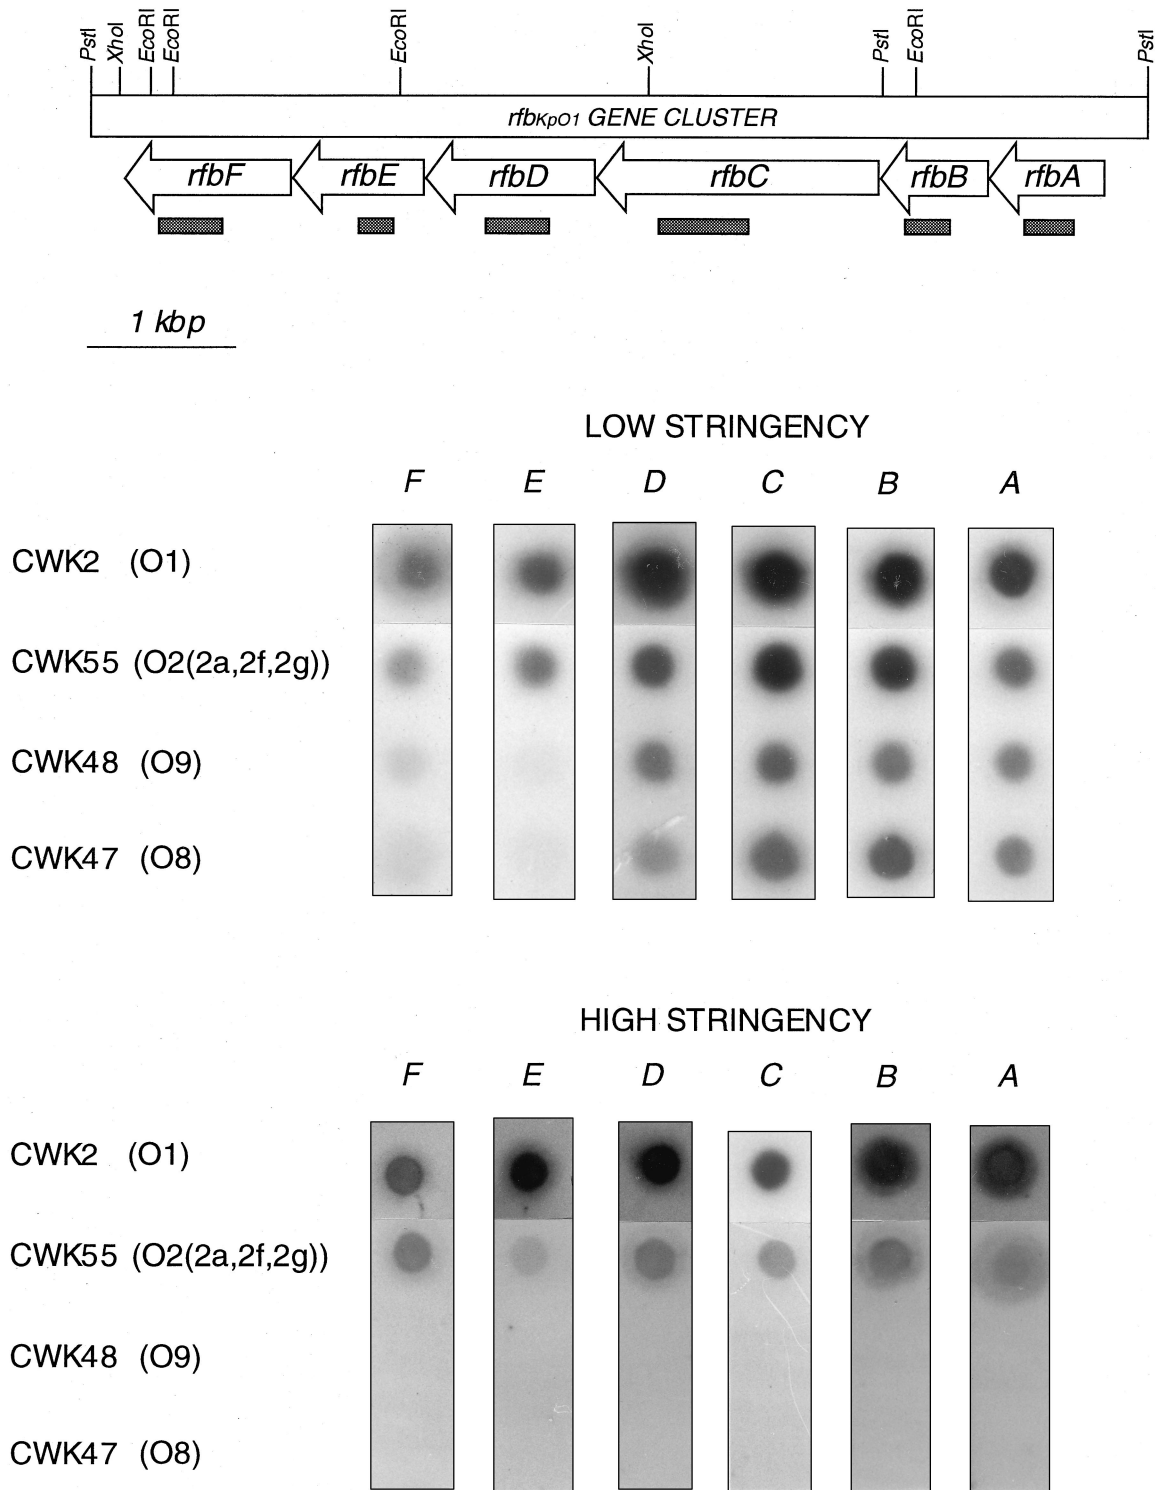 PstI XhoI EcoRI EcoRI EcoRI XhoI PstI EcoRI PstI
rfbKpO1 GENE CLUSTER
rfbF rfbE rfbD rfbC rfbB rfbA
1 kbp
LOW STRINGENCY
F E D C B A
CWK2 (O1)
CWK55 (O2(2a,2f,2g))
CWK48 (O9)
CWK47 (O8)
HIGH STRINGENCY
F E D C B A
CWK2 (O1)
CWK55 (O2(2a,2f,2g))
CWK48 (O9)
CWK47 (O8)